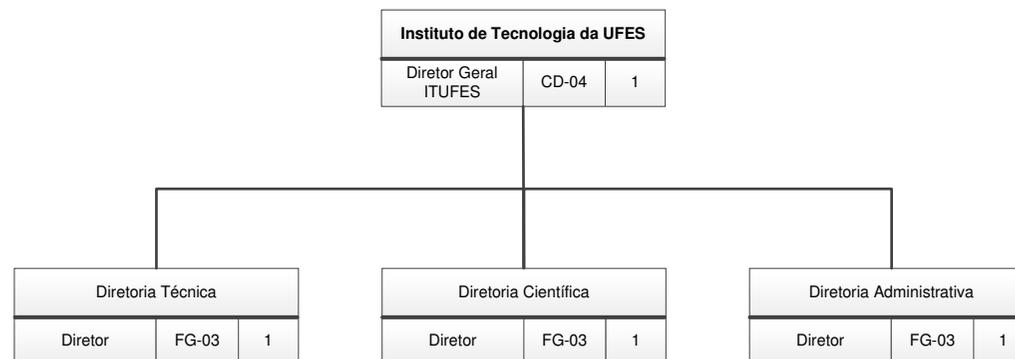 Instituto de Tecnologia da UFES
Diretor Geral
ITUFES
CD-04
1
Diretoria Técnica
Diretoria Científica
Diretoria Administrativa
Diretor FG-03 1
Diretor FG-03 1
Diretor FG-03 1